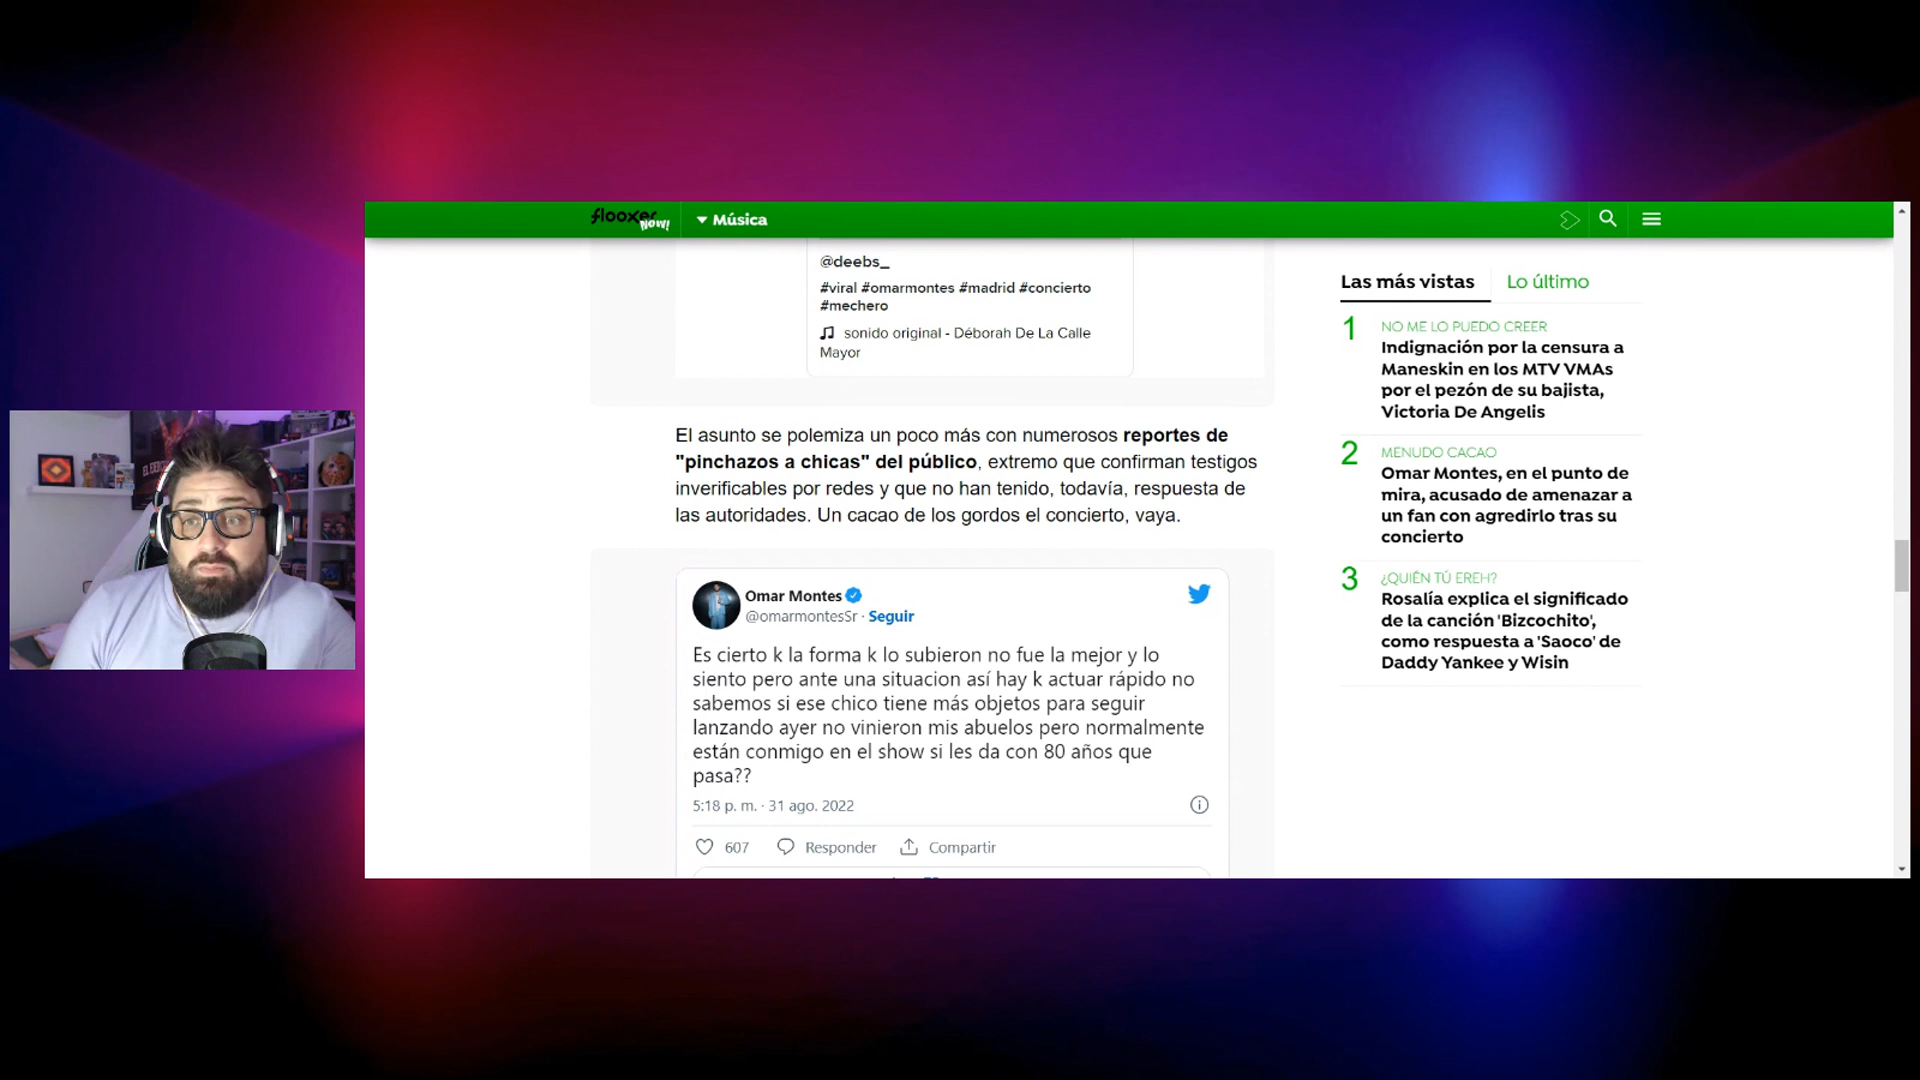 flooxer
Now!
Música
@deebs_
#viral #omarmontes #madrid #concierto
#mechero
sonido original - Déborah De La Calle
Mayor
El asunto se polemiza un poco más con numerosos reportes de
"pinchazos a chicas" del público, extremo que confirman testigos
inverificables por redes y que no han tenido, todavía, respuesta de
las autoridades. Un cacao de los gordos el concierto, vaya.
Omar Montes
@omarmontesSr · Seguir
Es cierto k la forma k lo subieron no fue la mejor y lo
siento pero ante una situacion así hay k actuar rápido no
sabemos si ese chico tiene más objetos para seguir
lanzando ayer no vinieron mis abuelos pero normalmente
están conmigo en el show si les da con 80 años que
pasa??
5:18 p. m. · 31 ago. 2022
607 Responder Compartir
Las más vistas Lo último
1 NO ME LO PUEDO CREER
Indignación por la censura a
Maneskin en los MTV VMAs
por el pezón de su bajista,
Victoria De Angelis
2 MENUDO CACAO
Omar Montes, en el punto de
mira, acusado de amenazar a
un fan con agredirlo tras su
concierto
3 ¿QUIÉN TÚ EREH?
Rosalía explica el significado
de la canción 'Bizcochito',
como respuesta a 'Saoco' de
Daddy Yankee y Wisin